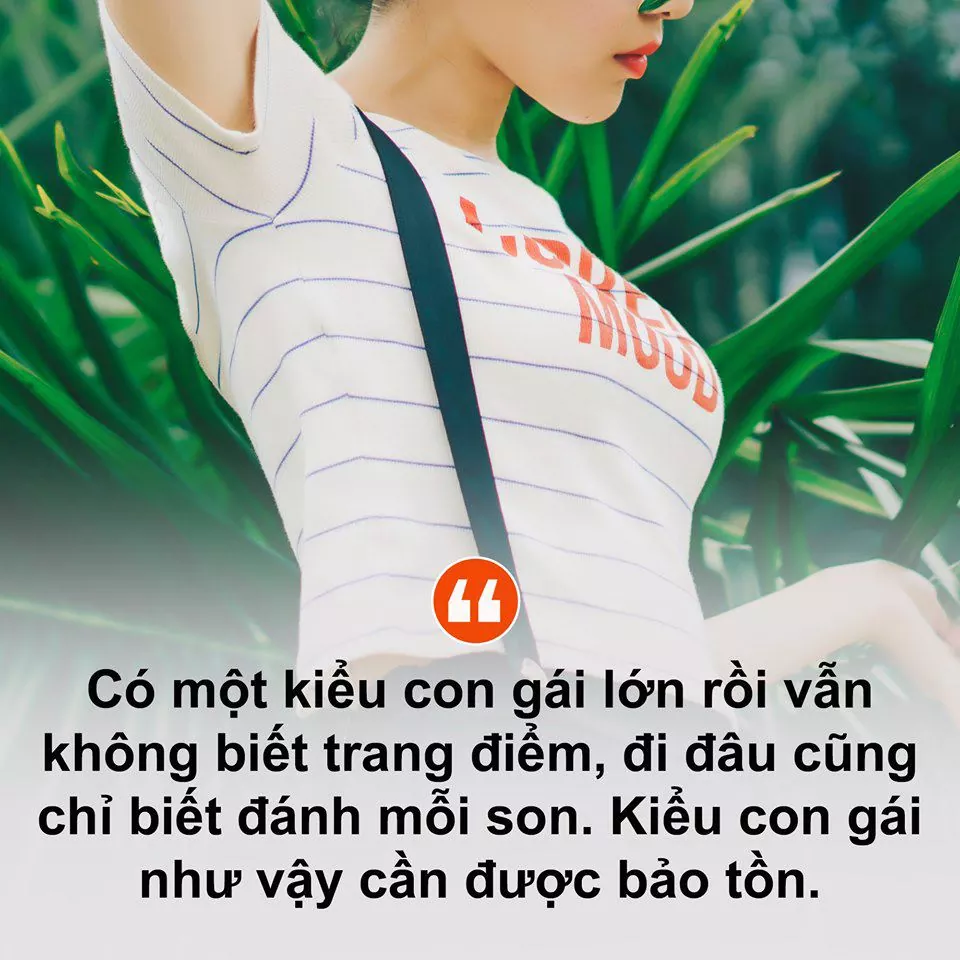 MOOD
Có một kiểu con gái lớn rồi vẫn
không biết trang điểm, đi đâu cũng
chỉ biết đánh mỗi son. Kiểu con gái
như vậy cần được bảo tồn.